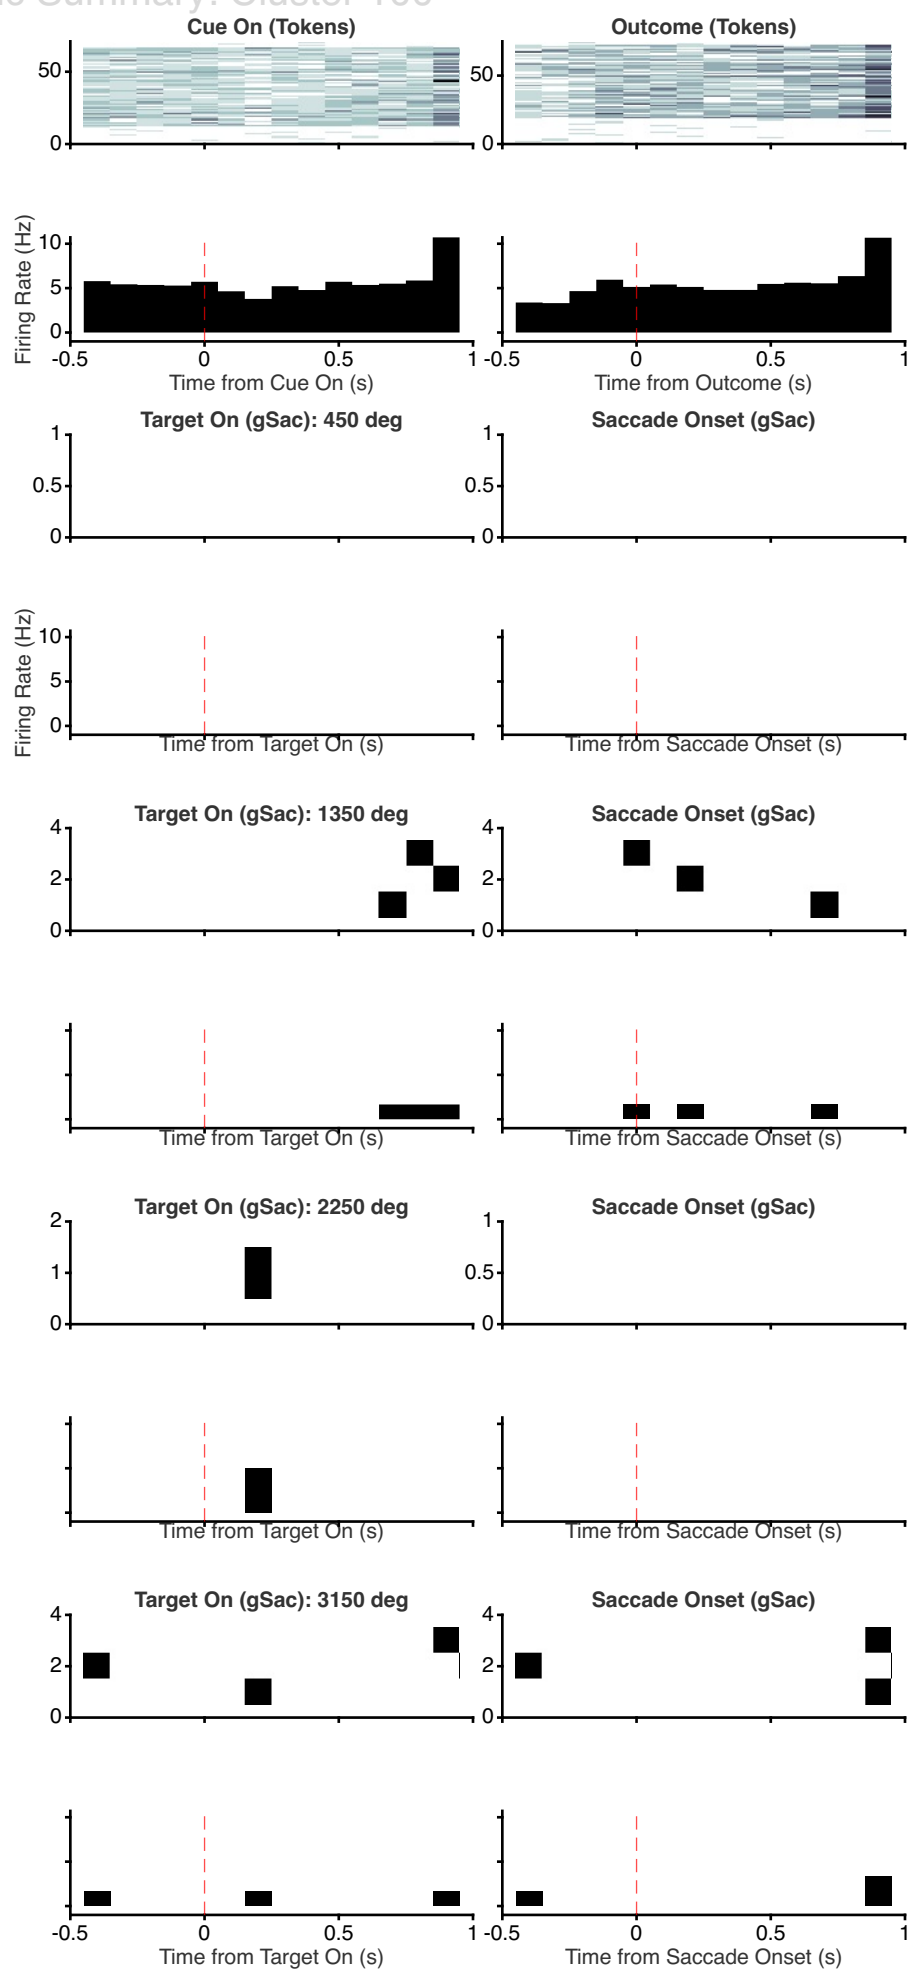 Summary: Cluster
Cue On (Tokens) Outcome (Tokens)
50 50
0 0
Firing Rate (Hz)
10
5
0
-0.5 0 0.5 1 -0.5 0 0.5 1
Time from Cue On (s) Time from Outcome (s)
Target On (gSac): 450 deg Saccade Onset (gSac)
1 1
0.5 0.5
0 0
Firing Rate (Hz)
10
5
0
Time from Target On (s) Time from Saccade Onset (s)
Target On (gSac): 1350 deg Saccade Onset (gSac)
4 4
2 2
0 0
Time from Target On (s) Time from Saccade Onset (s)
Target On (gSac): 2250 deg Saccade Onset (gSac)
2 1
1 0.5
0 0
Time from Target On (s) Time from Saccade Onset (s)
Target On (gSac): 3150 deg Saccade Onset (gSac)
4 4
2 2
0 0
-0.5 0 0.5 1 -0.5 0 0.5 1
Time from Target On (s) Time from Saccade Onset (s)